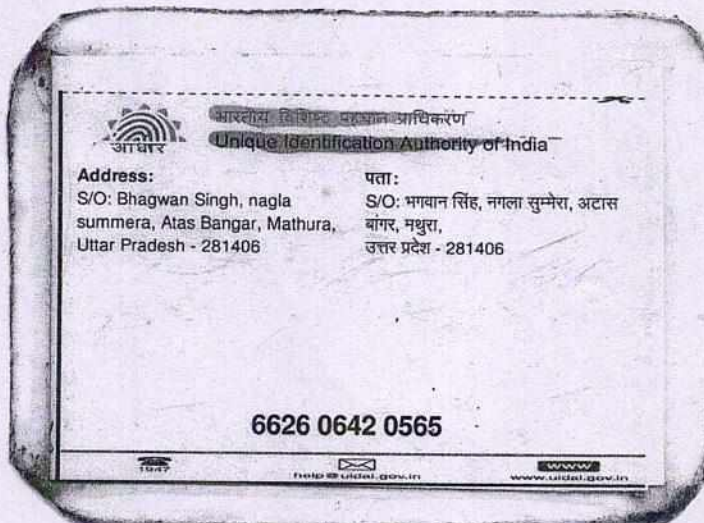 आधार
भारतीय विशिष्ट पहचान प्राधिकरण
Unique Identification Authority of India
Address:
S/O: Bhagwan Singh, nagla
summera, Atas Bangar, Mathura,
Uttar Pradesh - 281406
पता:
S/O: भगवान सिंह, नगला सुम्मेरा, अटास
बांगर, मथुरा,
उत्तर प्रदेश - 281406
6626 0642 0565
1947
help@uidai.gov.in
www
www.uidai.gov.in